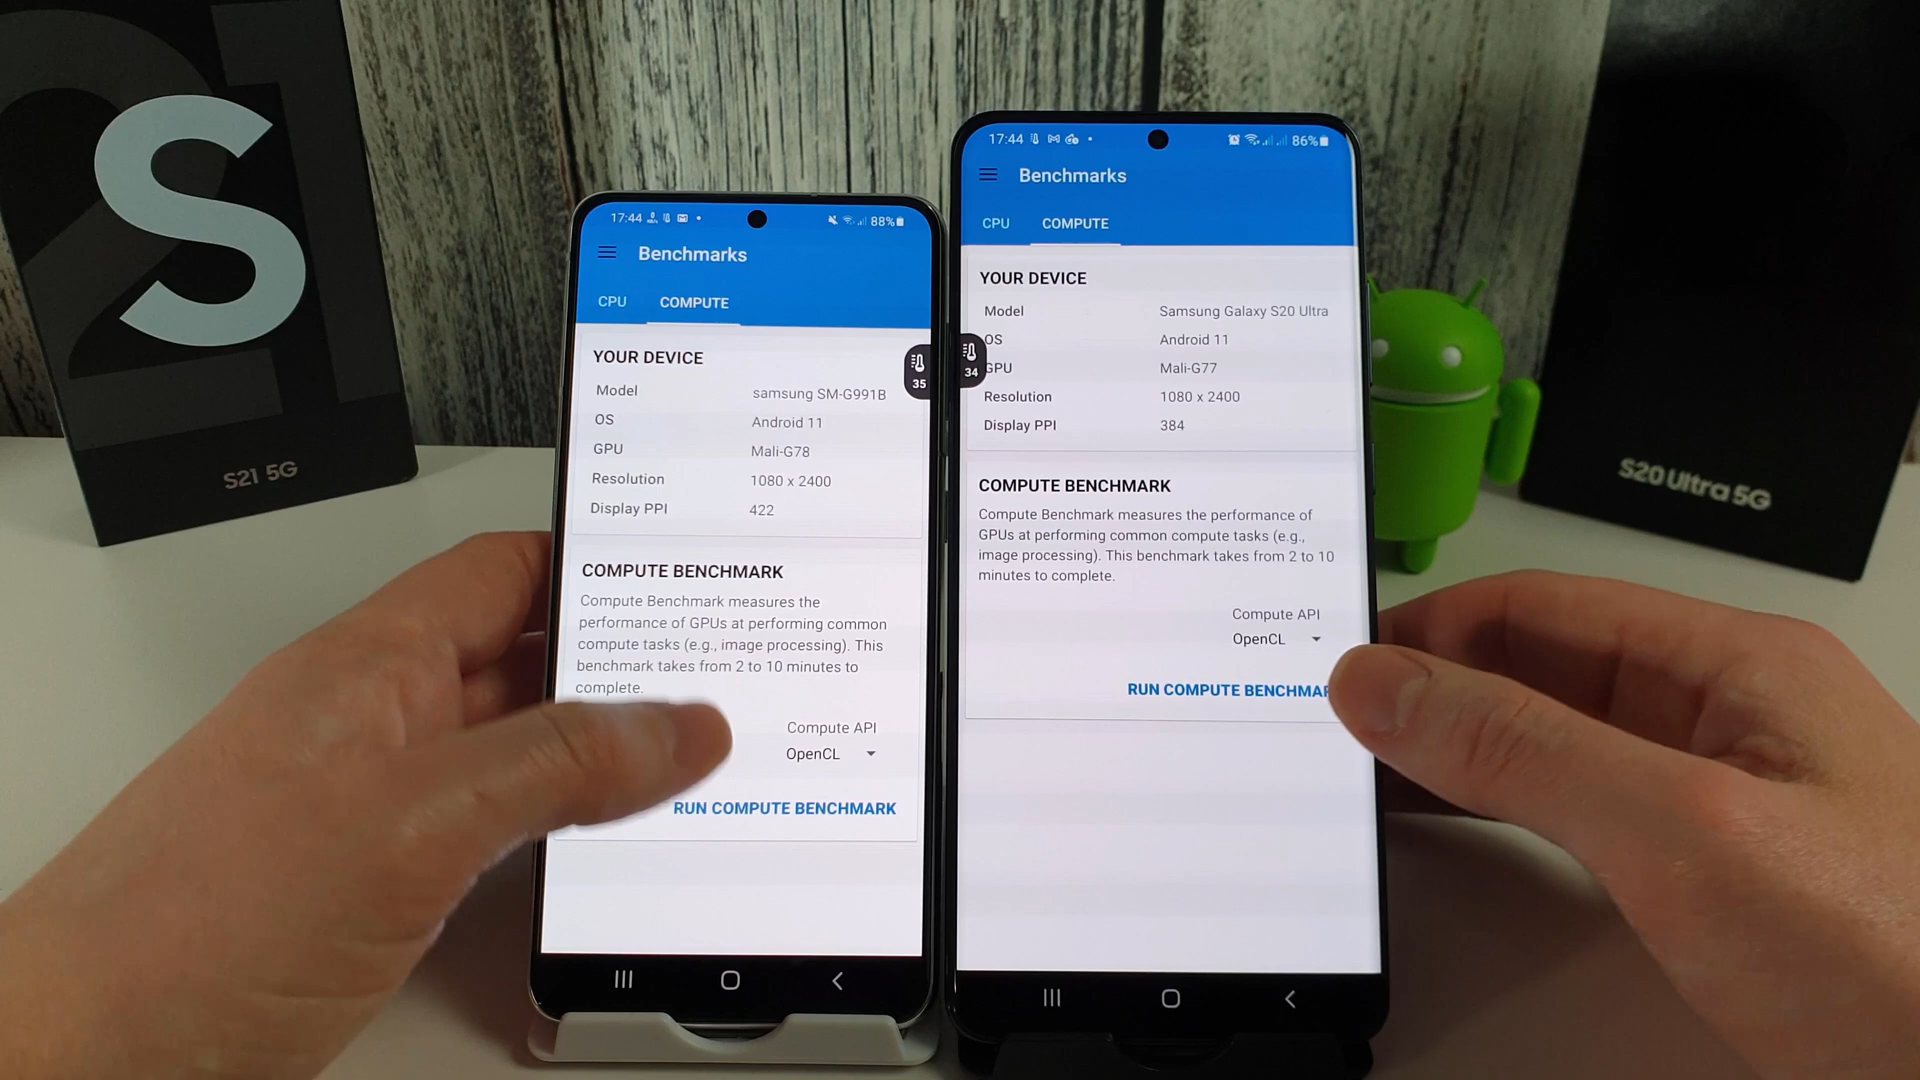 21
S
S21 5G
17:44
88%
Benchmarks
CPU COMPUTE
YOUR DEVICE
Model samsung SM-G991B
OS Android 11
GPU Mali-G78
Resolution 1080 x 2400
Display PPI 422
35
COMPUTE BENCHMARK
Compute Benchmark measures the
performance of GPUs at performing common
compute tasks (e.g., image processing). This
benchmark takes from 2 to 10 minutes to
complete.
Compute API
OpenCL
RUN COMPUTE BENCHMARK
17:44
86%
Benchmarks
CPU COMPUTE
YOUR DEVICE
Model Samsung Galaxy S20 Ultra
OS Android 11
GPU Mali-G77
Resolution 1080 x 2400
Display PPI 384
34
COMPUTE BENCHMARK
Compute Benchmark measures the performance of
GPUs at performing common compute tasks (e.g.,
image processing). This benchmark takes from 2 to 10
minutes to complete.
Compute API
OpenCL
RUN COMPUTE BENCHMAR
S20 Ultra 5G